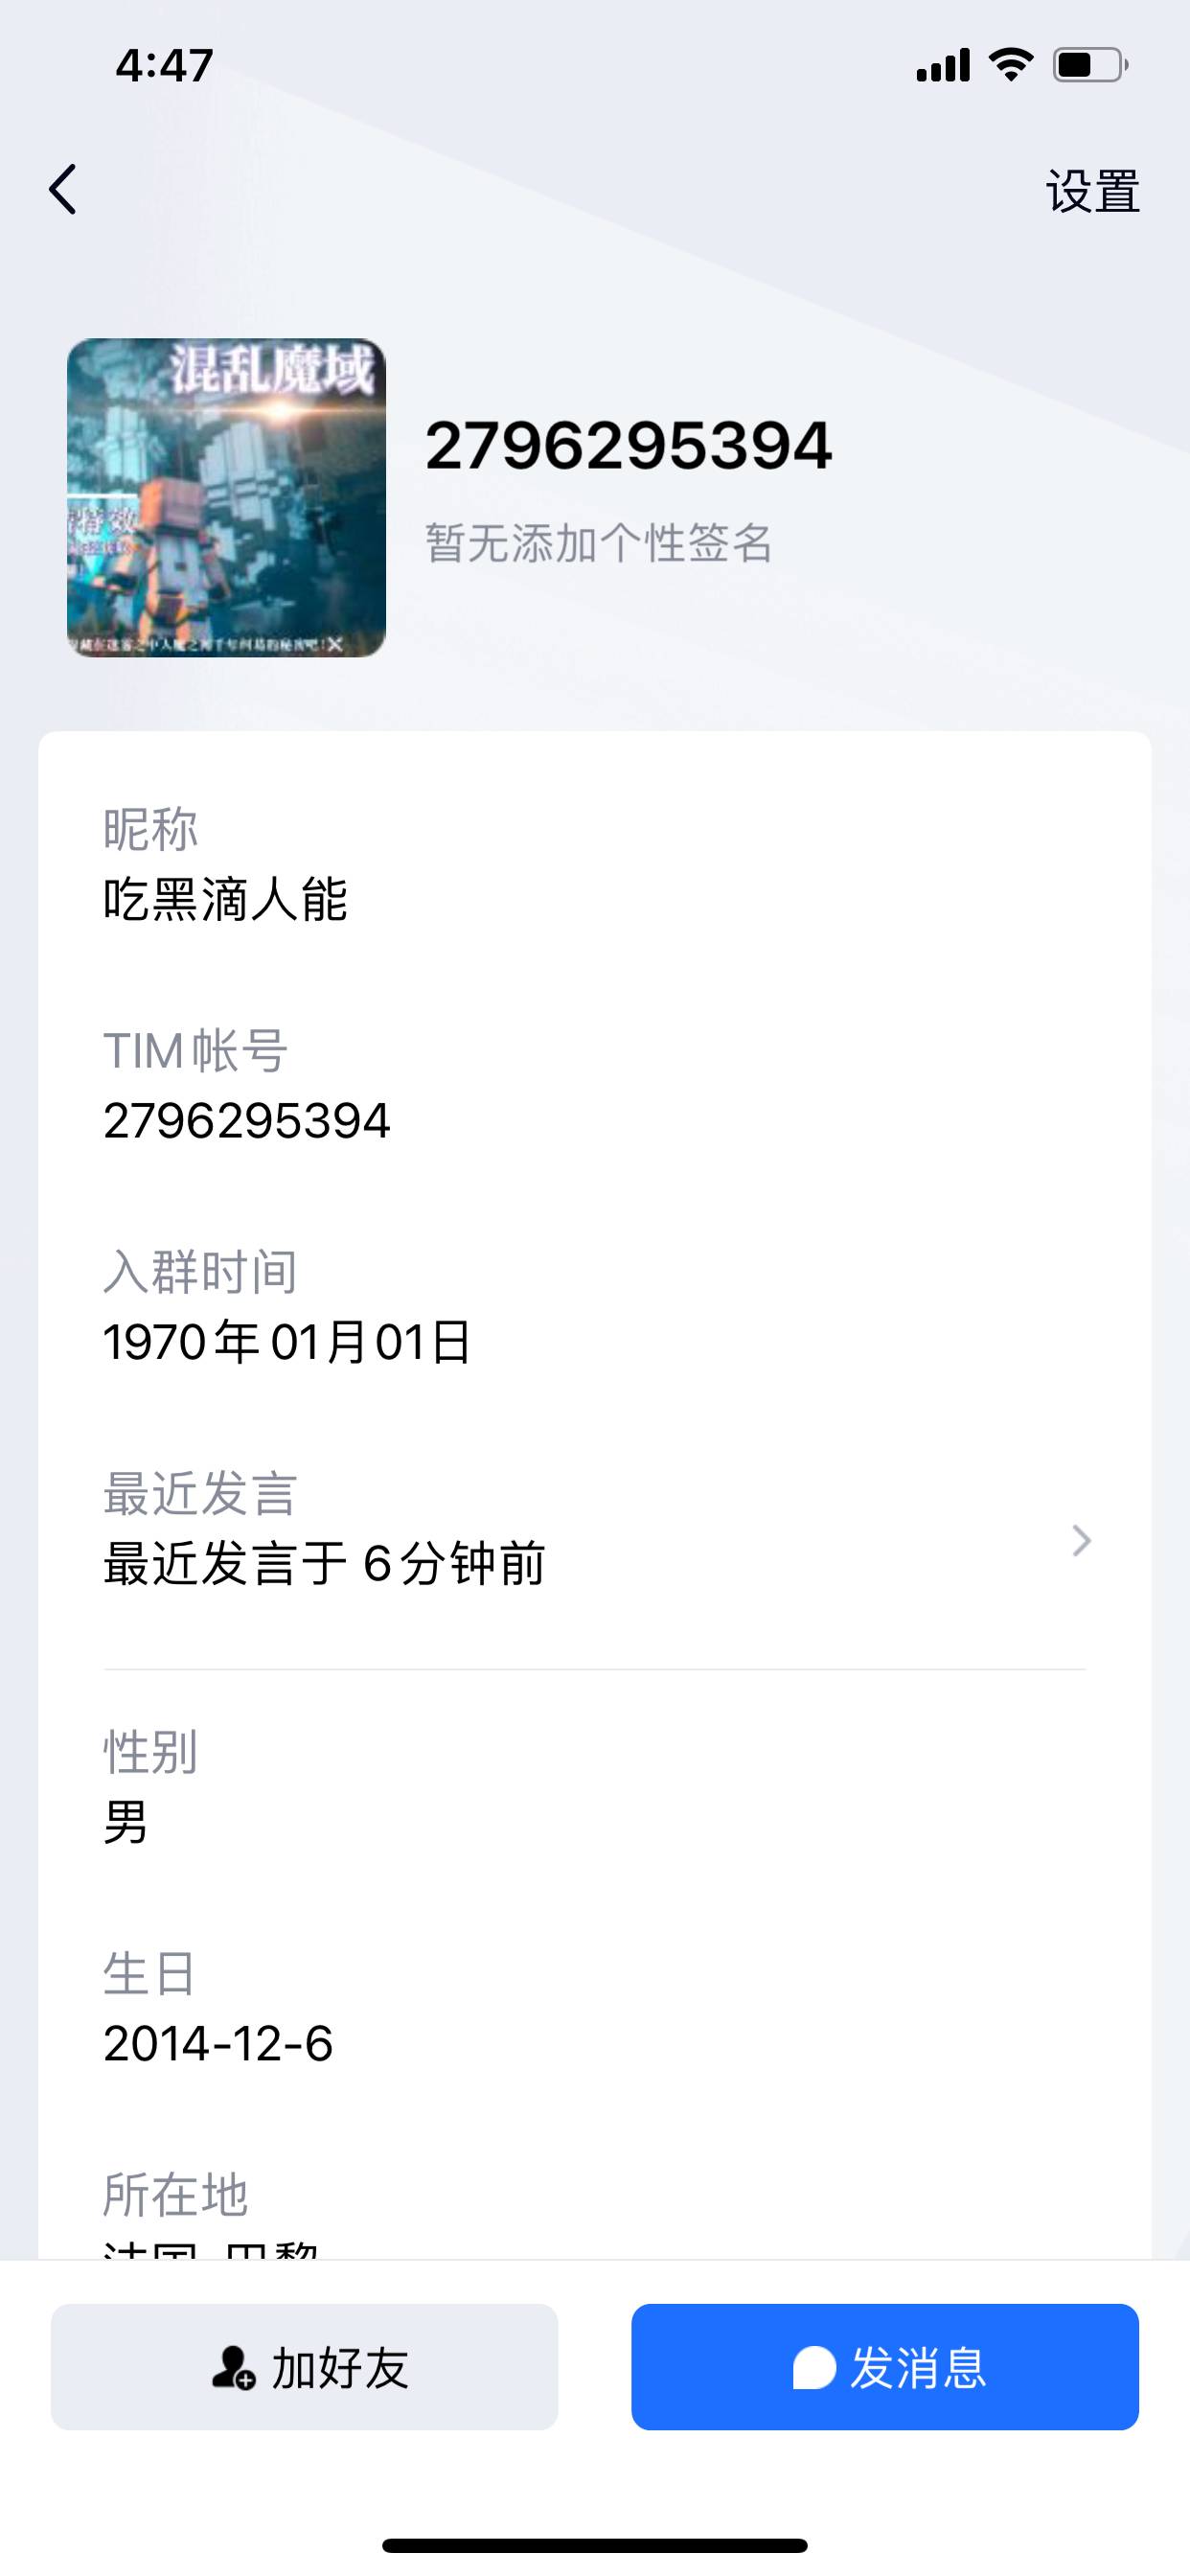 4:47
设置
混乱魔域
2796295394
暂无添加个性签名
昵称
吃黑滴人能
TIM帐号
2796295394
入群时间
1970年01月01日
最近发言
最近发言于 6分钟前
性别
男
生日
2014-12-6
所在地
加好友
发消息